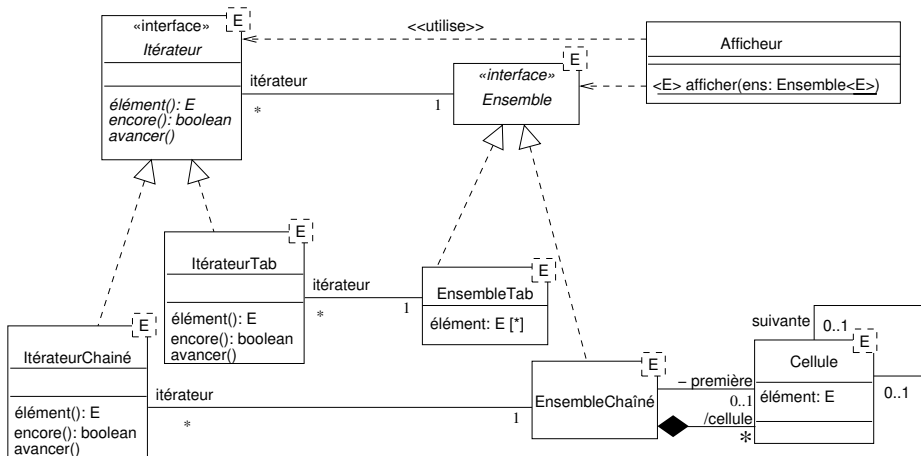 E
«interface»
Itérateur
élément(): E
encore(): boolean
avancer()
<<utilise>>
Afficheur
<E> afficher(ens: Ensemble<E>)
itérateur
*
1
E
«interface»
Ensemble
E
ItérateurTab
élément(): E
encore(): boolean
avancer()
itérateur
*
1
E
EnsembleTab
élément: E [*]
E
ItérateurChainé
élément(): E
encore(): boolean
avancer()
itérateur
*
1
E
EnsembleChaîné
– première
0..1
/cellule
*
suivante
0..1
E
Cellule
élément: E
0..1